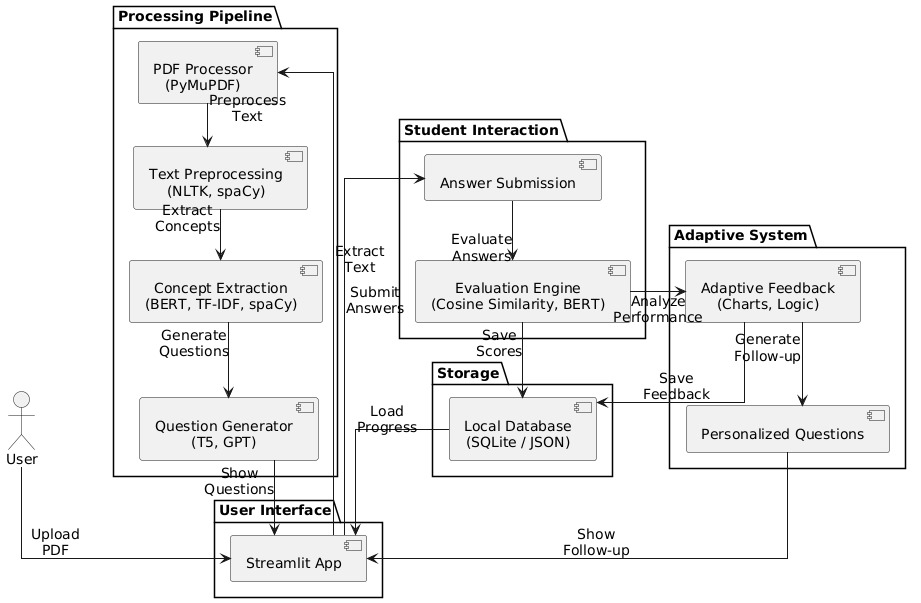 Processing Pipeline
PDF Processor
(PyMuPDF)
Preprocess
Text
Text Preprocessing
(NLTK, spaCy)
Extract
Concepts
Concept Extraction
(BERT, TF-IDF, spaCy)
Generate
Questions
Question Generator
(T5, GPT)
Show
Questions
Extract
Text
Submit
Answers
Student Interaction
Answer Submission
Evaluate
Answers
Evaluation Engine
(Cosine Similarity, BERT)
Analyze
Performance
Save
Scores
Adaptive System
Adaptive Feedback
(Charts, Logic)
Generate
Follow-up
Save
Feedback
Personalized Questions
Storage
Local Database
(SQLite / JSON)
Load
Progress
User
Upload
PDF
User Interface
Streamlit App
Show
Follow-up